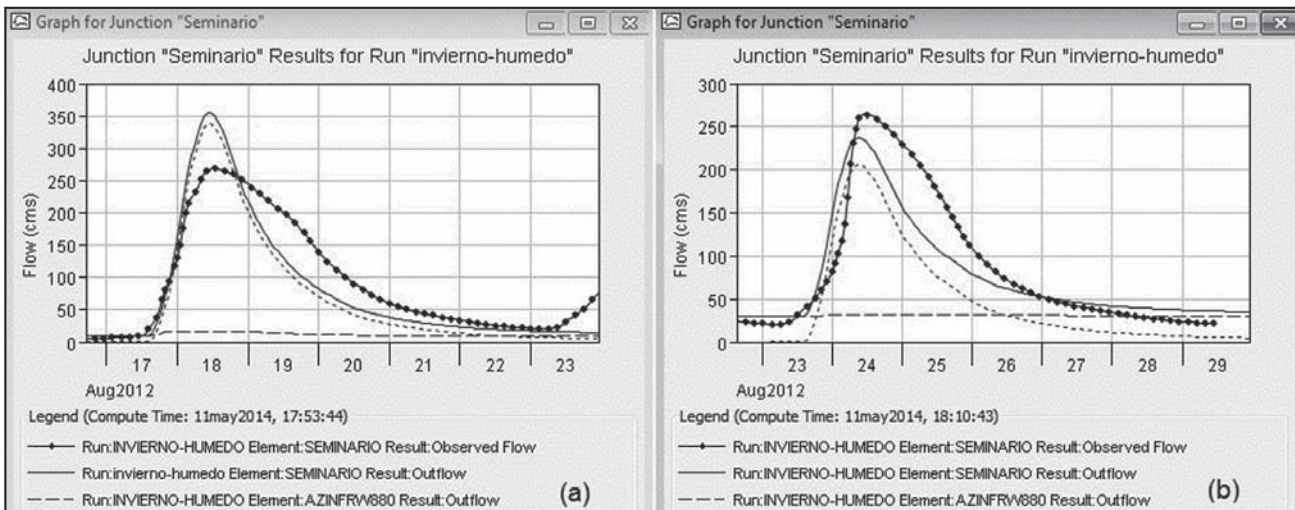 Graph for Junction "Seminario"
Junction "Seminario" Results for Run "invierno-humedo"
400
350
300
250
200
150
100
50
0
Flow (cms)
17
18
19
20
21
22
23
Aug2012
Legend (Compute Time: 11may2014, 17:53:44)
Run:INVIERNO-HUMEDO Element:SEMINARIO Result:Observed Flow
Run:invierno-humedo Element:SEMINARIO Result:Outflow
Run:INVIERNO-HUMEDO Element:AZINFRW880 Result:Outflow
(a)
Graph for Junction "Seminario"
Junction "Seminario" Results for Run "invierno-humedo"
300
250
200
150
100
50
0
Flow (cms)
23
24
25
26
27
28
29
Aug2012
Legend (Compute Time: 11may2014, 18:10:43)
Run:INVIERNO-HUMEDO Element:SEMINARIO Result:Observed Flow
Run:INVIERNO-HUMEDO Element:SEMINARIO Result:Outflow
Run:INVIERNO-HUMEDO Element:AZINFRW880 Result:Outflow
(b)